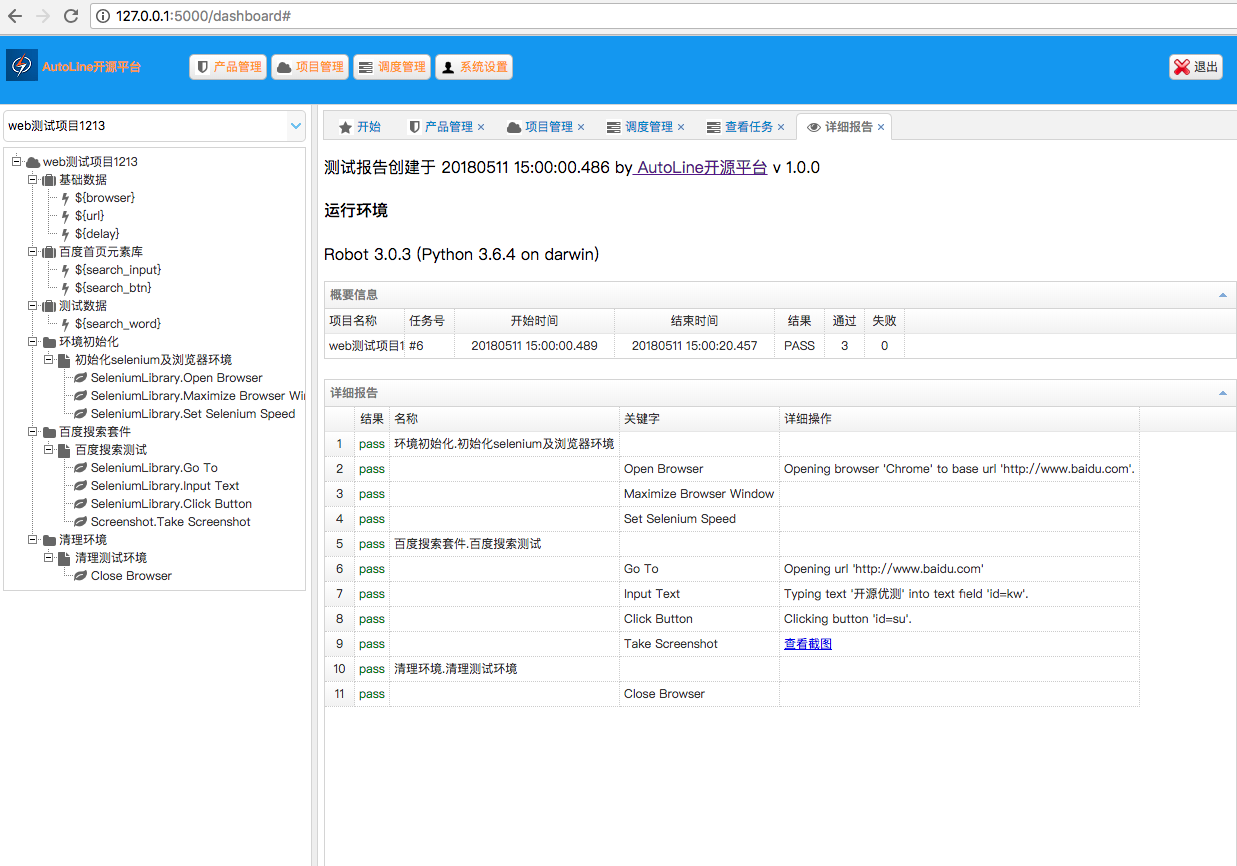 127.0.0.1:5000/dashboard#
AutoLine开源平台 产品管理 项目管理 调度管理 系统设置 退出
web测试项目1213
web测试项目1213
基础数据
${browser}
${url}
${delay}
百度首页元素库
${search_input}
${search_btn}
测试数据
${search_word}
环境初始化
初始化selenium及浏览器环境
SeleniumLibrary.Open Browser
SeleniumLibrary.Maximize Browser Win
SeleniumLibrary.Set Selenium Speed
百度搜索套件
百度搜索测试
SeleniumLibrary.Go To
SeleniumLibrary.Input Text
SeleniumLibrary.Click Button
Screenshot.Take Screenshot
清理环境
清理测试环境
Close Browser
开始 产品管理 × 项目管理 × 调度管理 × 查看任务 × 详细报告 ×
测试报告创建于 20180511 15:00:00.486 by AutoLine开源平台 v 1.0.0
运行环境
Robot 3.0.3 (Python 3.6.4 on darwin)
概要信息
项目名称 任务号 开始时间 结束时间 结果 通过 失败
web测试项目1 #6 20180511 15:00:00.489 20180511 15:00:20.457 PASS 3 0
详细报告
结果 名称 关键字 详细操作
1 pass 环境初始化.初始化selenium及浏览器环境
2 pass Open Browser Opening browser 'Chrome' to base url 'http://www.baidu.com'.
3 pass Maximize Browser Window
4 pass Set Selenium Speed
5 pass 百度搜索套件.百度搜索测试
6 pass Go To Opening url 'http://www.baidu.com'
7 pass Input Text Typing text '开源优测' into text field 'id=kw'.
8 pass Click Button Clicking button 'id=su'.
9 pass Take Screenshot 查看截图
10 pass 清理环境.清理测试环境
11 pass Close Browser